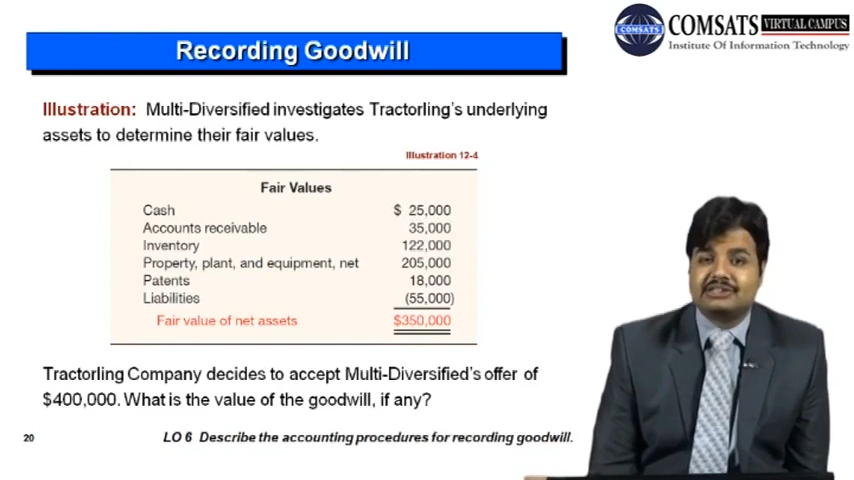 Recording Goodwill
COMSATS
COMSATS VIRTUAL CAMPUS
Institute Of Information Technology
Illustration: Multi-Diversified investigates Tractorling's underlying
assets to determine their fair values.
Illustration 12-4
Fair Values
Cash $ 25,000
Accounts receivable 35,000
Inventory 122,000
Property, plant, and equipment, net 205,000
Patents 18,000
Liabilities (55,000)
Fair value of net assets $350,000
Tractorling Company decides to accept Multi-Diversified's offer of
$400,000. What is the value of the goodwill, if any?
20
LO 6 Describe the accounting procedures for recording goodwill.